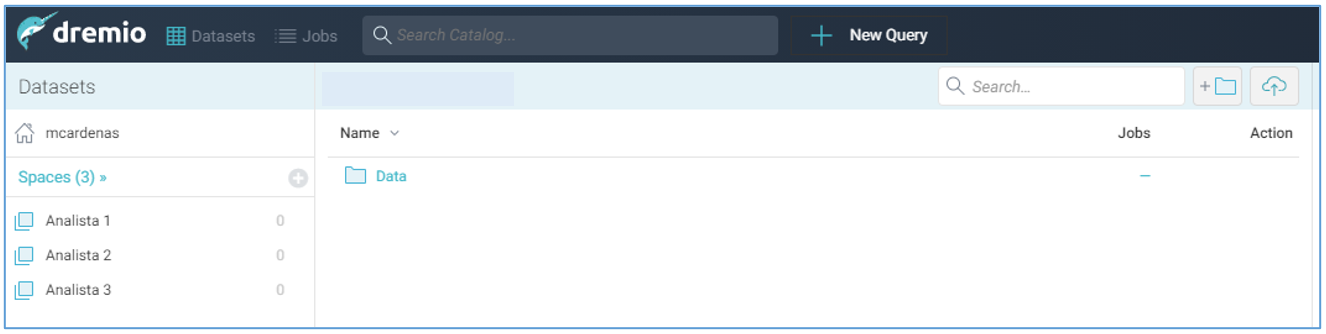 dremio Datasets Jobs Search Catalog... New Query
Datasets Search...
mcardenas Name Jobs Action
Spaces (3) » Data –
Analista 1 0
Analista 2 0
Analista 3 0